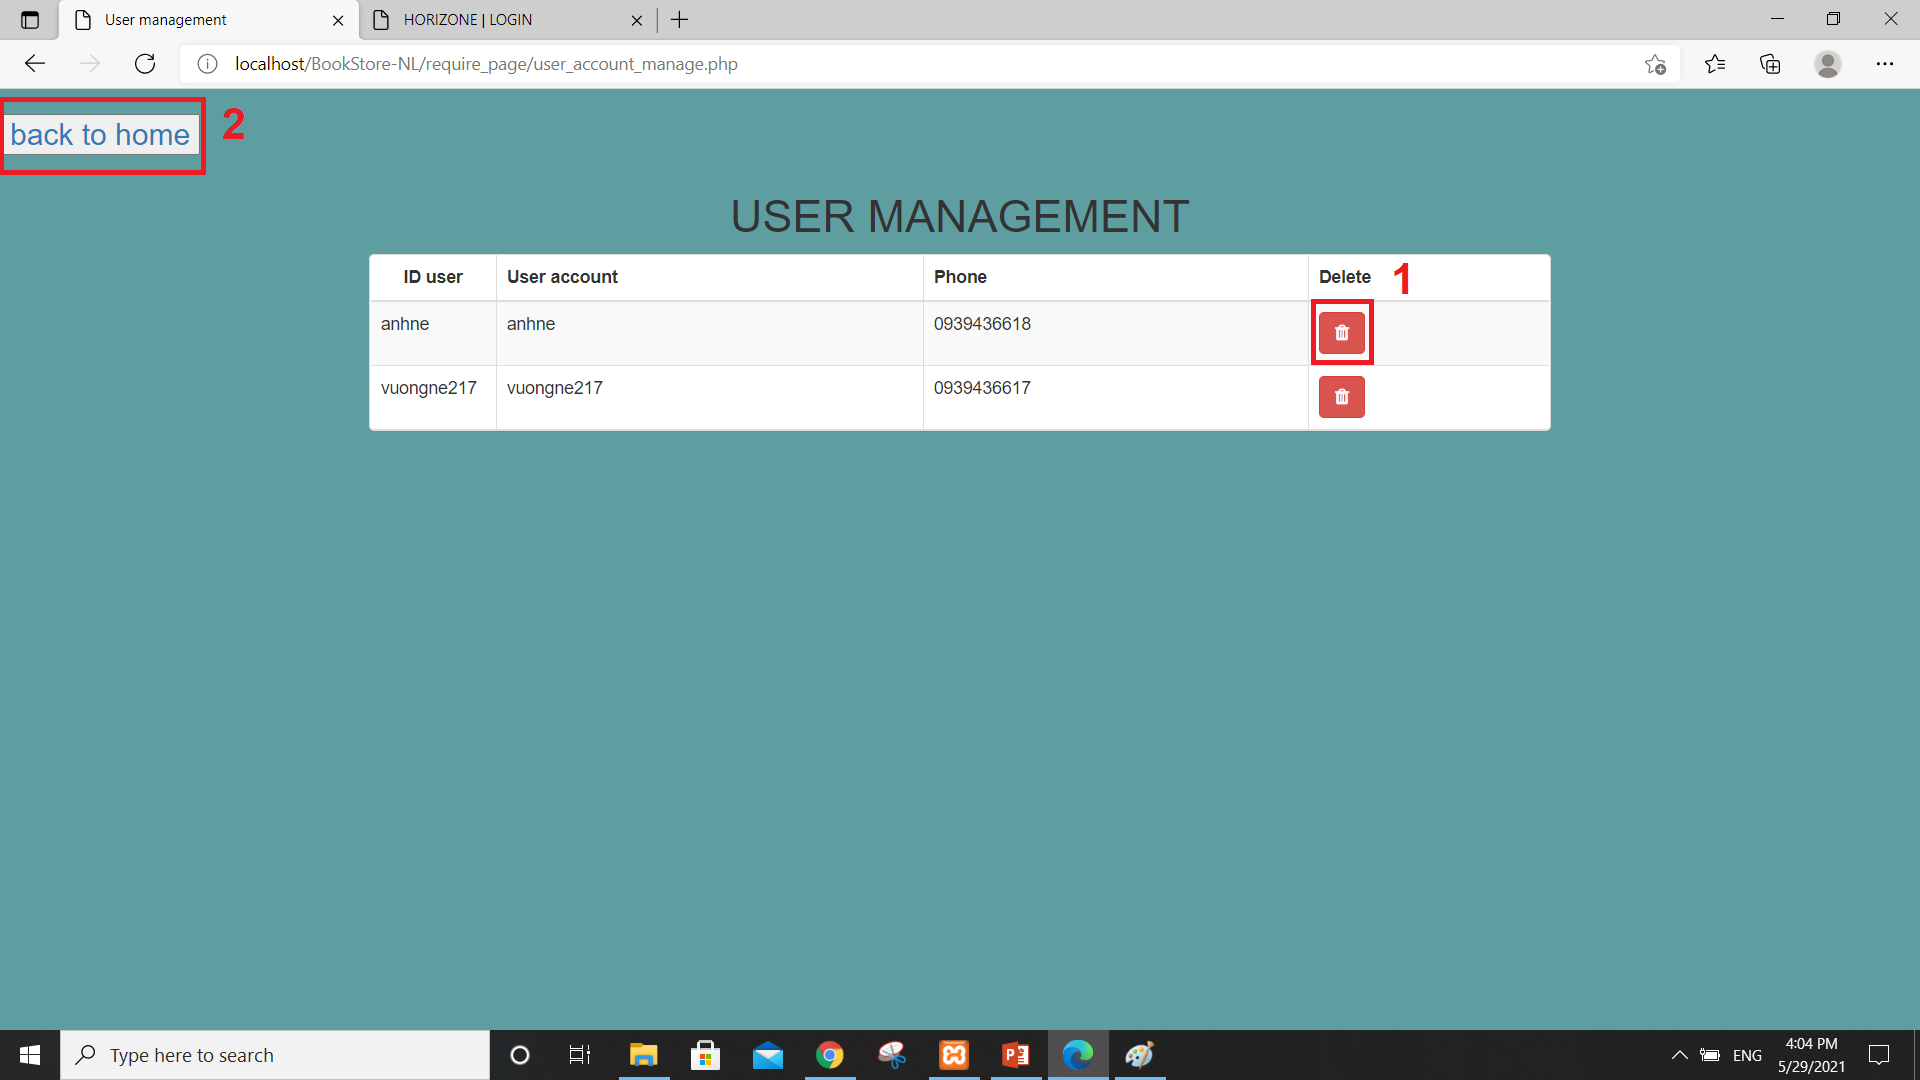 User management
HORIZONE | LOGIN
localhost/BookStore-NL/require_page/user_account_manage.php
back to home
2
USER MANAGEMENT
ID user User account Phone Delete 1
anhne anhne 0939436618
vuongne217 vuongne217 0939436617
Type here to search
ENG
4:04 PM
5/29/2021